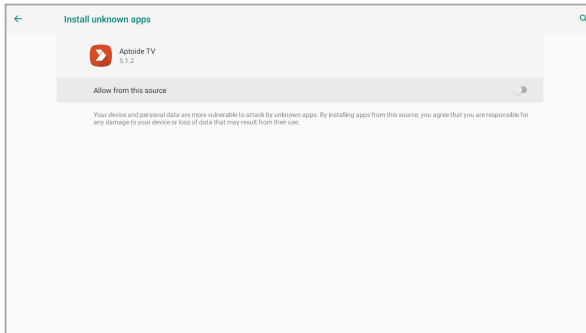 Install unknown apps
Aptoide TV
5.1.2
Allow from this source
Your device and personal data are more vulnerable to attack by unknown apps. By installing apps from this source, you agree that you are responsible for
any damage to your device or loss of data that may result from their use.